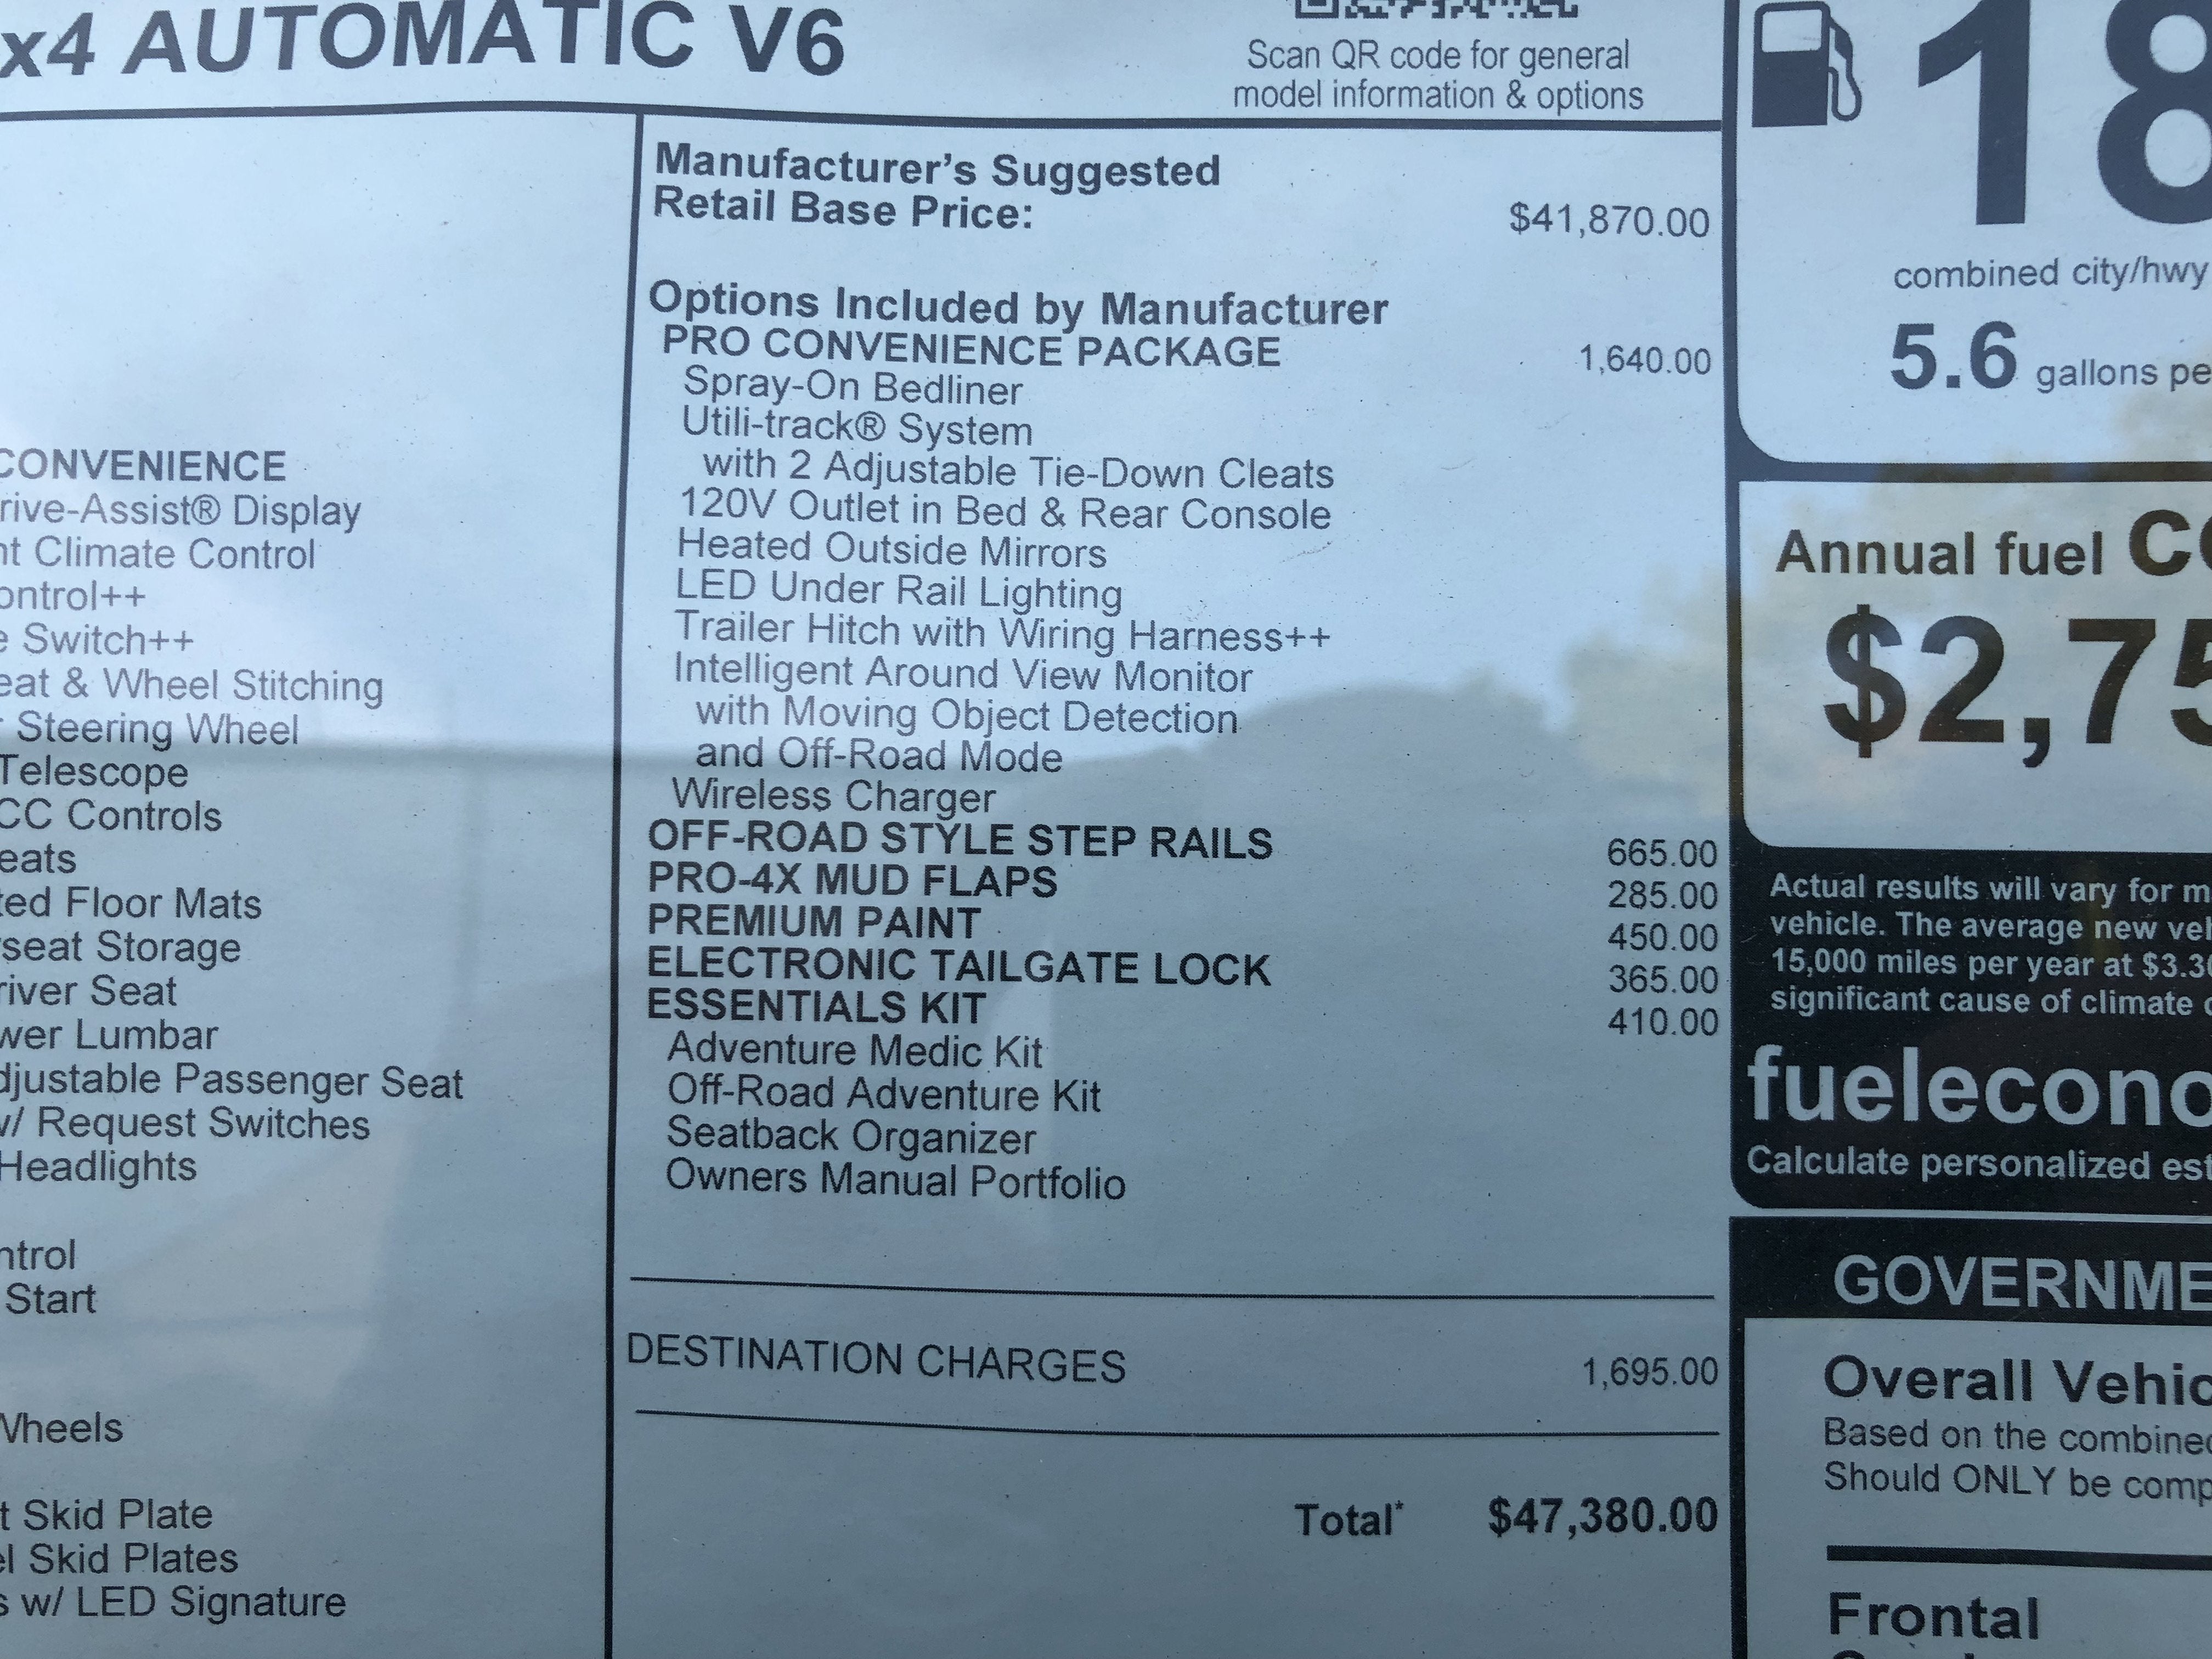 x4 AUTOMATIC V6
Scan QR code for general
model information & options
CONVENIENCE
rive-Assist® Display
nt Climate Control
ontrol++
e Switch++
eat & Wheel Stitching
Steering Wheel
Telescope
CC Controls
eats
ted Floor Mats
rseat Storage
river Seat
wer Lumbar
djustable Passenger Seat
w/ Request Switches
Headlights
ntrol
Start
Wheels
t Skid Plate
el Skid Plates
s w/ LED Signature
Manufacturer's Suggested
Retail Base Price: $41,870.00
Options Included by Manufacturer
PRO CONVENIENCE PACKAGE 1,640.00
Spray-On Bedliner
Utili-track® System
with 2 Adjustable Tie-Down Cleats
120V Outlet in Bed & Rear Console
Heated Outside Mirrors
LED Under Rail Lighting
Trailer Hitch with Wiring Harness++
Intelligent Around View Monitor
with Moving Object Detection
and Off-Road Mode
Wireless Charger
OFF-ROAD STYLE STEP RAILS 665.00
PRO-4X MUD FLAPS 285.00
PREMIUM PAINT 450.00
ELECTRONIC TAILGATE LOCK 365.00
ESSENTIALS KIT 410.00
Adventure Medic Kit
Off-Road Adventure Kit
Seatback Organizer
Owners Manual Portfolio
DESTINATION CHARGES 1,695.00
Total* $47,380.00
18
combined city/hwy
5.6 gallons pe
Annual fuel CO
$2,75
Actual results will vary for m
vehicle. The average new veh
15,000 miles per year at $3.30
significant cause of climate c
fuelecono
Calculate personalized est
GOVERNME
Overall Vehic
Based on the combined
Should ONLY be comp
Frontal